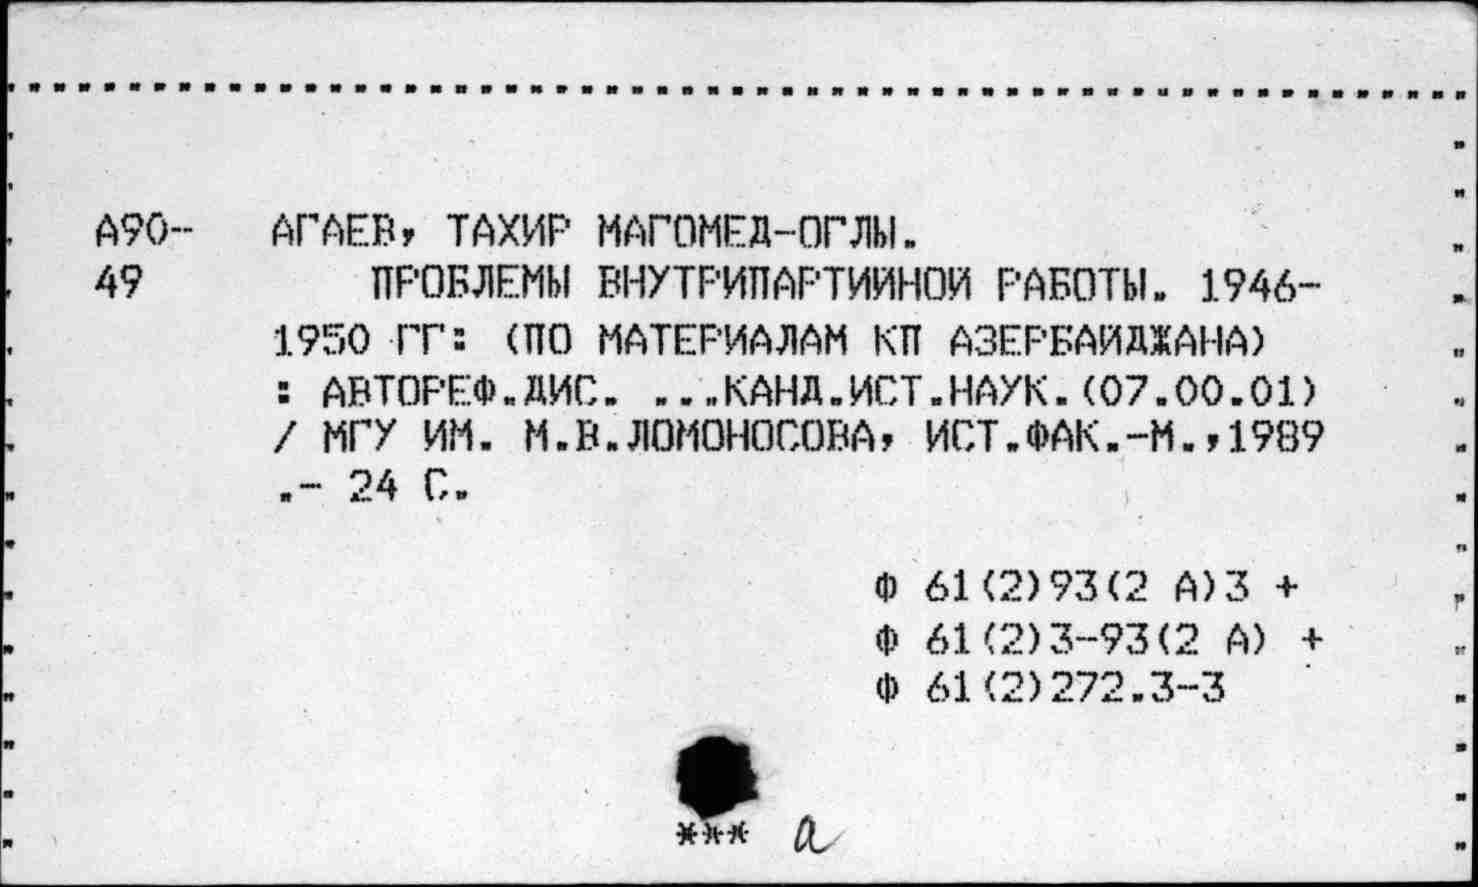 А90- АГАЕВ, ТАХИР МАГОМЕД-ОГЛЫ.
49 ПРОБЛЕМЫ ВНУТРИПАРТИЙНОЙ РАБОТЫ. 1946-
1950 ГГ: (ПО МАТЕРИАЛАМ КП АЗЕРБАЙДЖАНА)
: АВТОРЕФ.ДИС. ...КАНД.ИСТ.НАУК.(07.00.01)
/ МГУ ИМ. М.В.ЛОМОНОСОВА, ИСТ.ФАК.-М.,1989
.- 24 С.
Ф 61(2)93(2 А)3 +
Ф 61(2)3-93(2 А) +
Ф 61(2)272.3-3
*** а